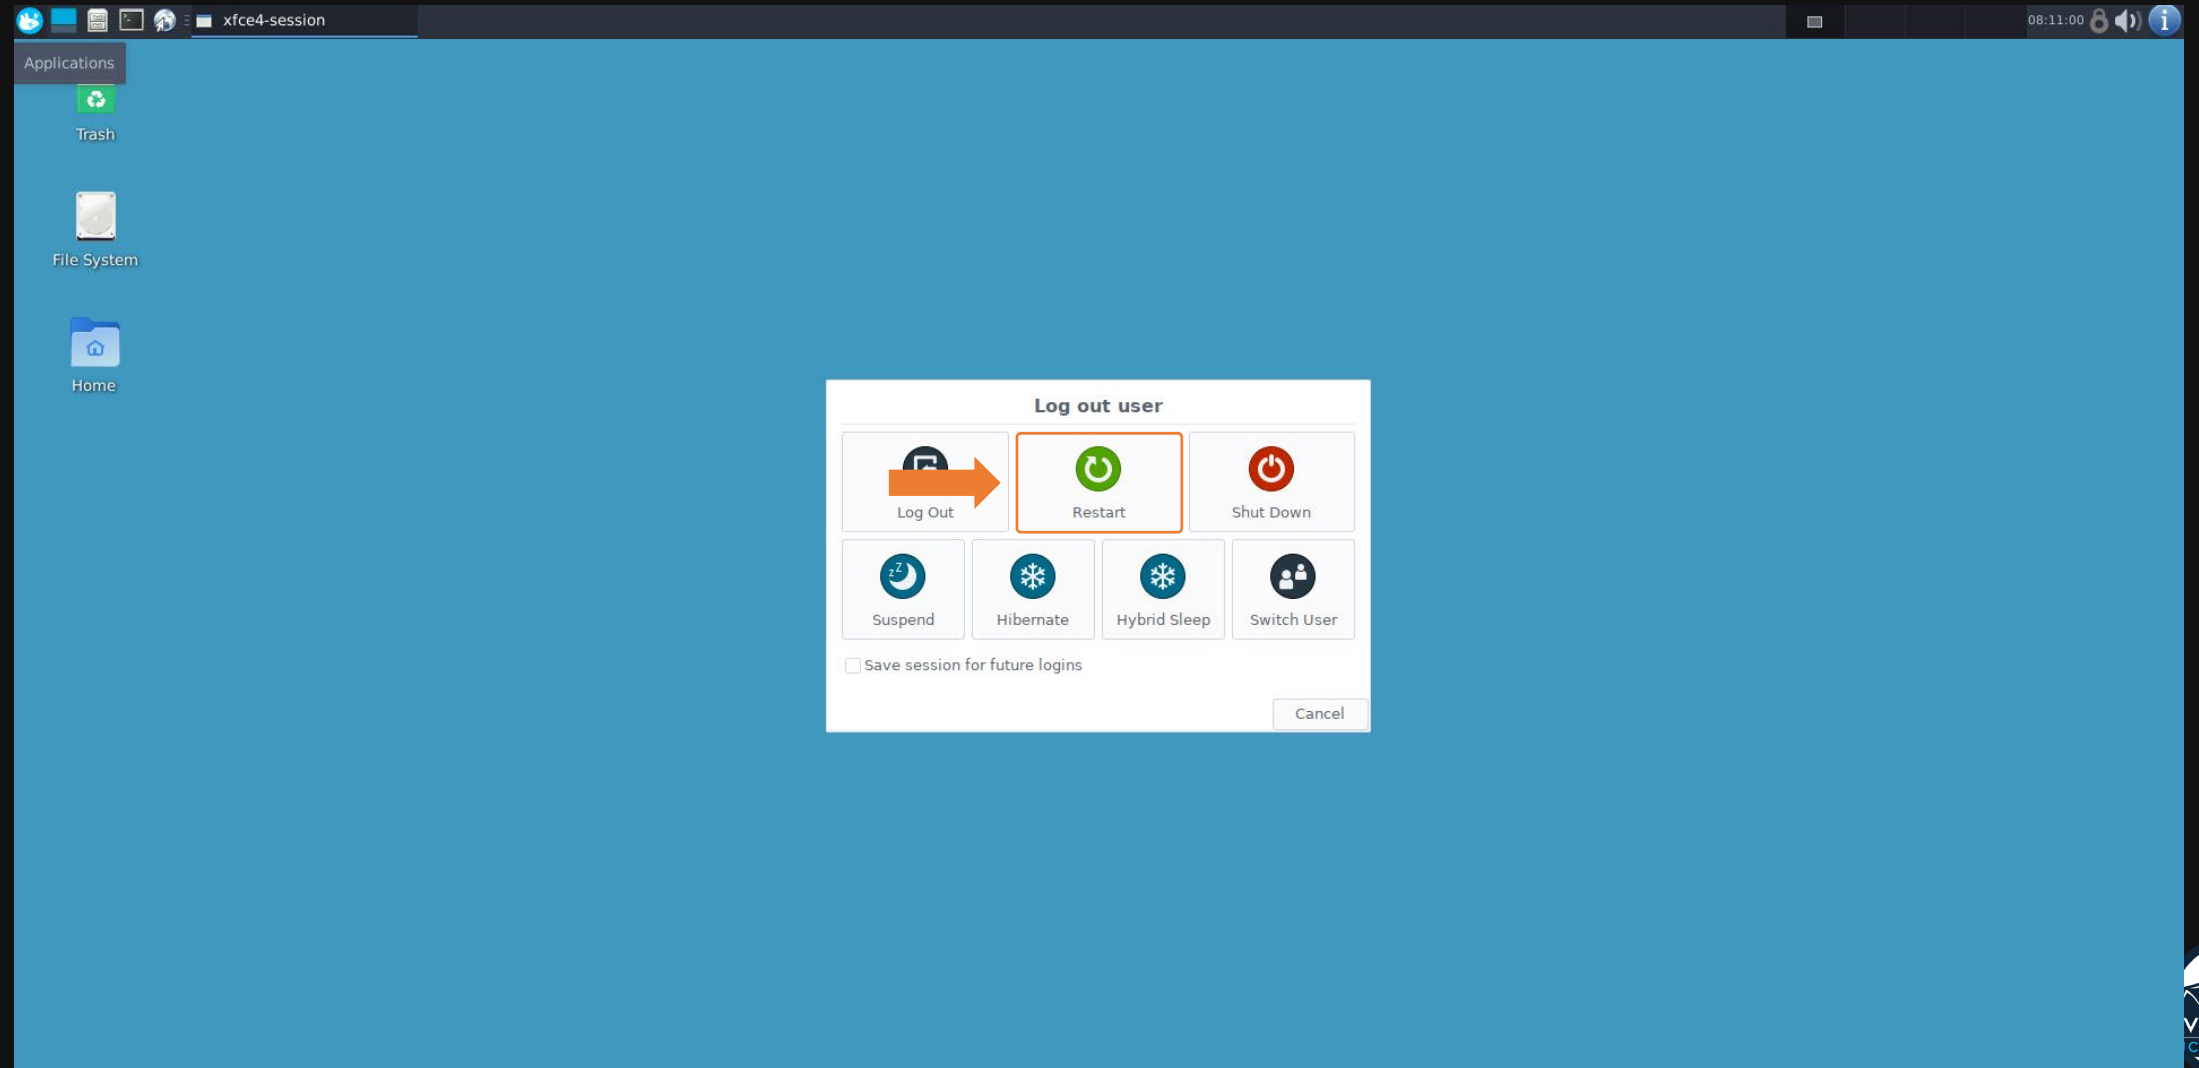 xfce4-session
08:11:00
Applications
Trash
File System
Home
Log out user
Log Out
Restart
Shut Down
Suspend
Hibernate
Hybrid Sleep
Switch User
Save session for future logins
Cancel